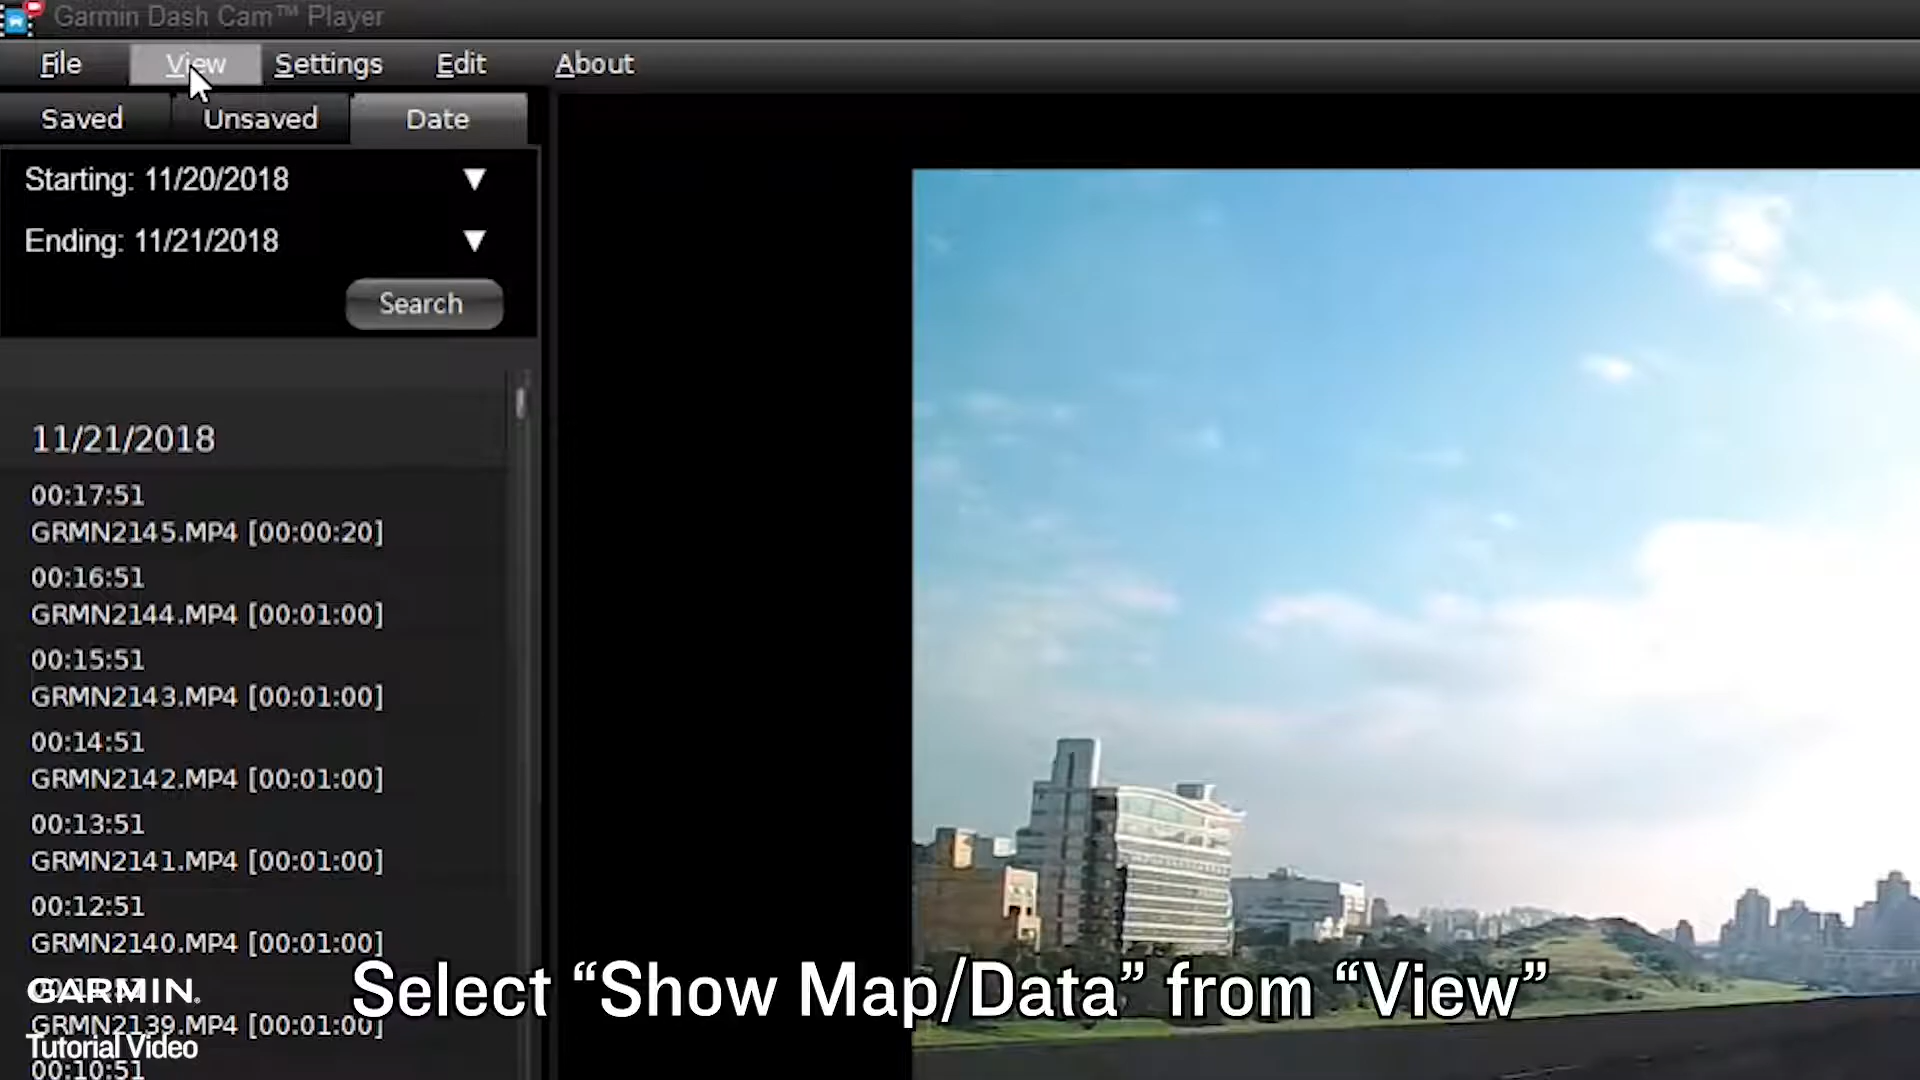 Garmin Dash Cam™ Player
File View Settings Edit About
Saved Unsaved Date
Starting: 11/20/2018
Ending: 11/21/2018
Search
11/21/2018
00:17:51
GRMN2145.MP4 [00:00:20]
00:16:51
GRMN2144.MP4 [00:01:00]
00:15:51
GRMN2143.MP4 [00:01:00]
00:14:51
GRMN2142.MP4 [00:01:00]
00:13:51
GRMN2141.MP4 [00:01:00]
00:12:51
GRMN2140.MP4 [00:01:00]
GARMIN.
Select “Show Map/Data” from “View”
GRMN2139.MP4 [00:01:00]
Tutorial Video
00:10:51